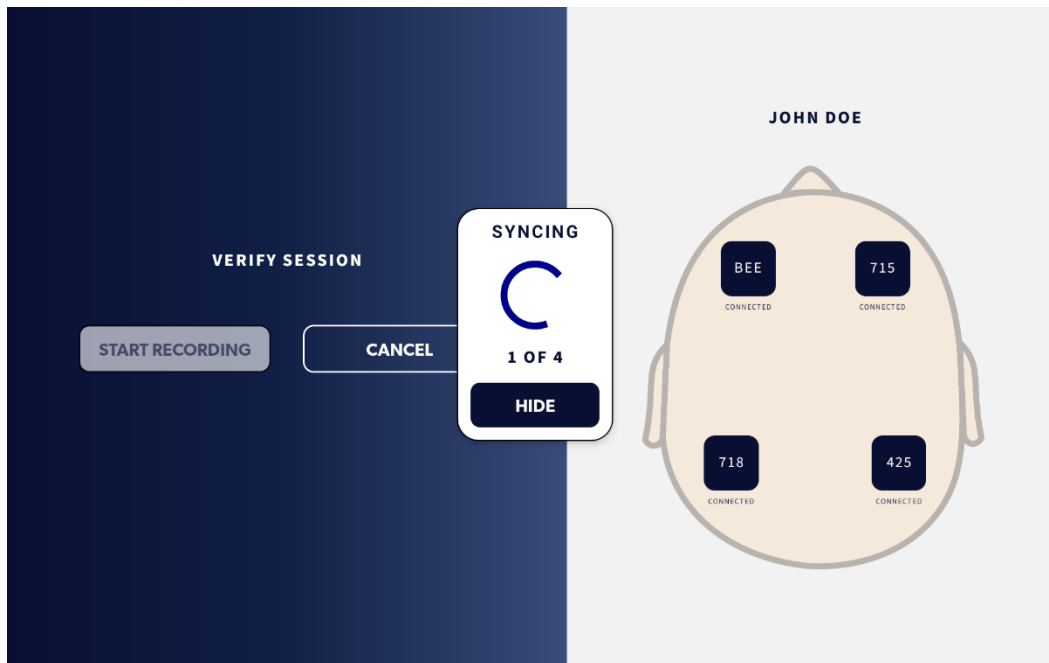 VERIFY SESSION
START RECORDING
CANCEL
SYNCING
1 OF 4
HIDE
JOHN DOE
BEE
CONNECTED
715
CONNECTED
718
CONNECTED
425
CONNECTED